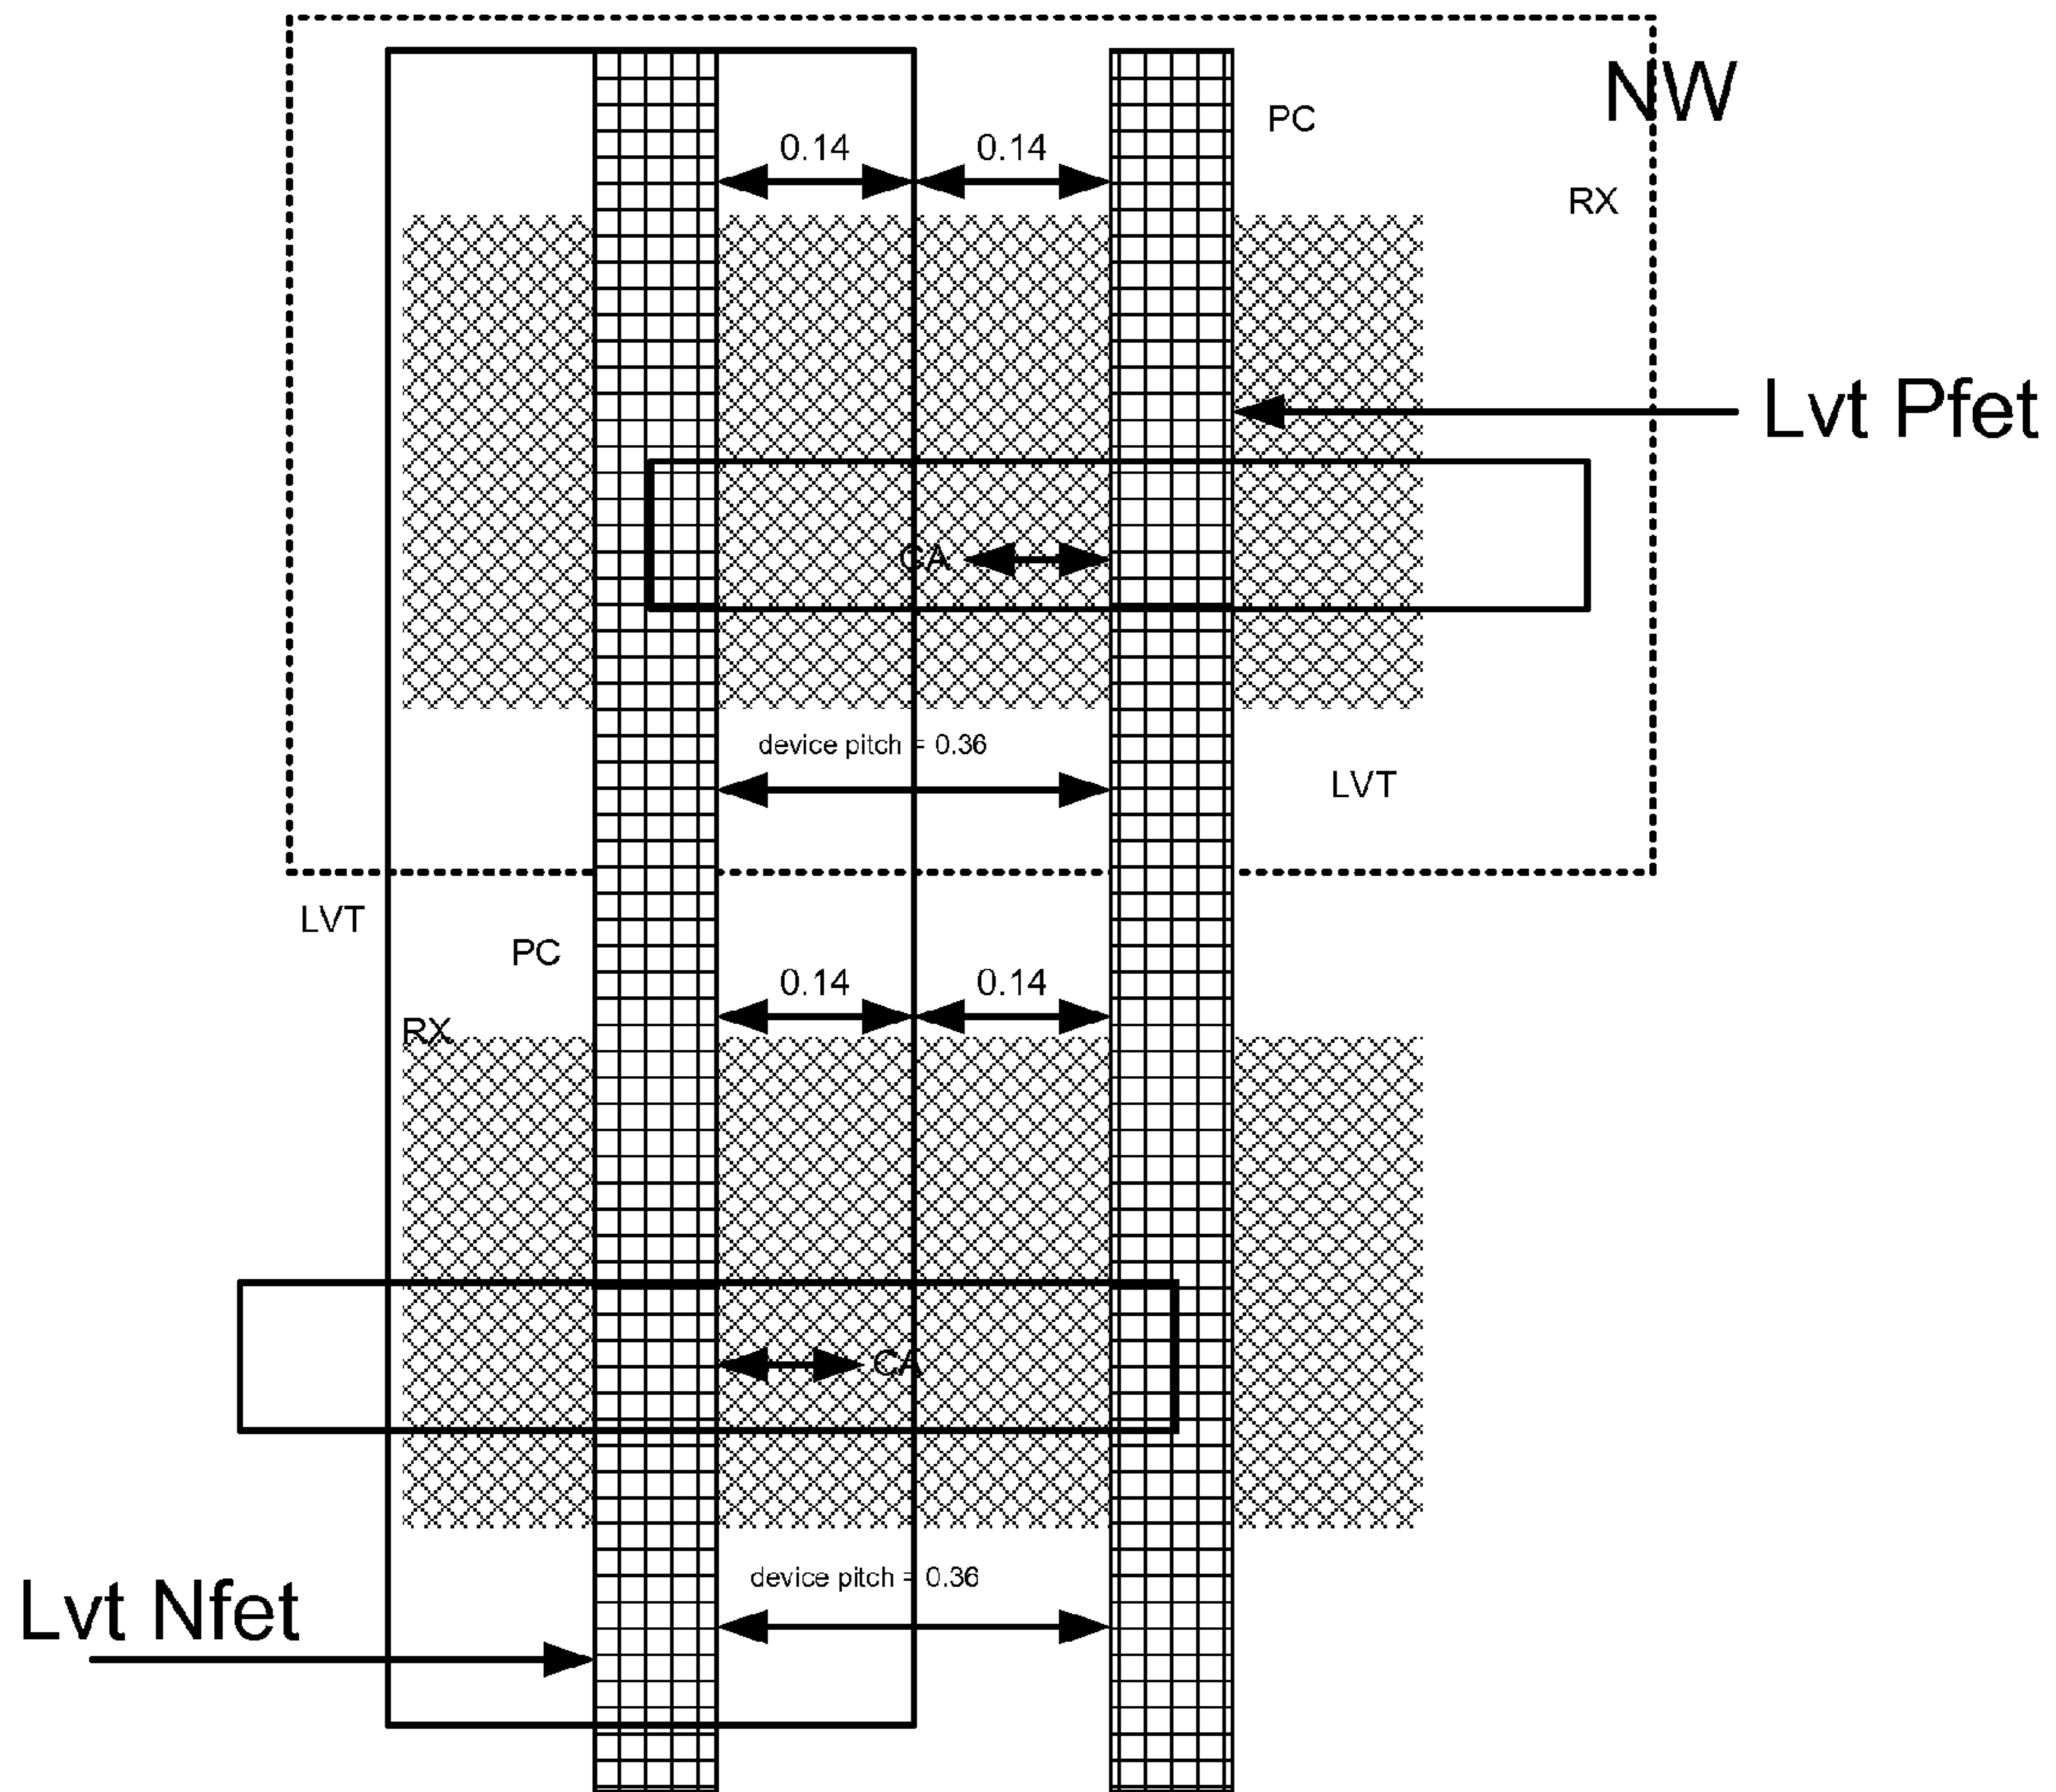 NW
PC
0.14 0.14
RX
Lvt Pfet
CA
device pitch = 0.36
LVT
LVT
PC
0.14 0.14
RX
CA
device pitch = 0.36
Lvt Nfet